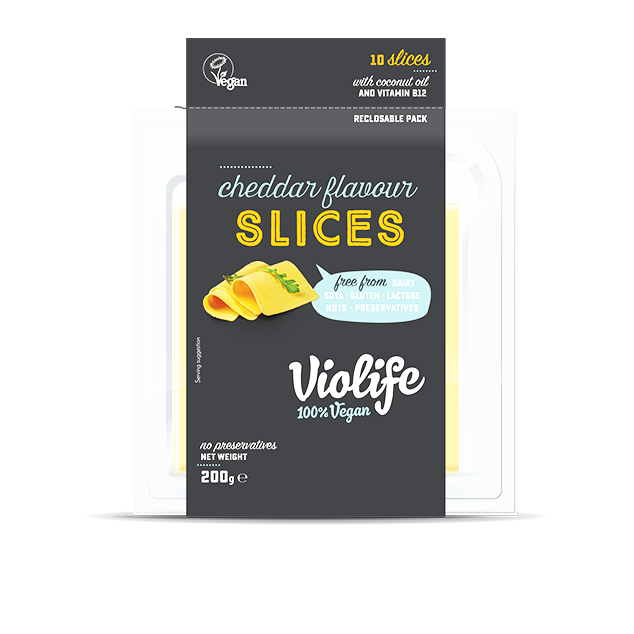 Vegan
10 slices
with coconut oil
AND VITAMIN B12
RECLOSABLE PACK
cheddar flavour
SLICES
free from DAIRY
SOYA · GLUTEN · LACTOSE
NUTS · PRESERVATIVES
Serving suggestion
Violife
100% Vegan
no preservatives
NET WEIGHT
200g ℮